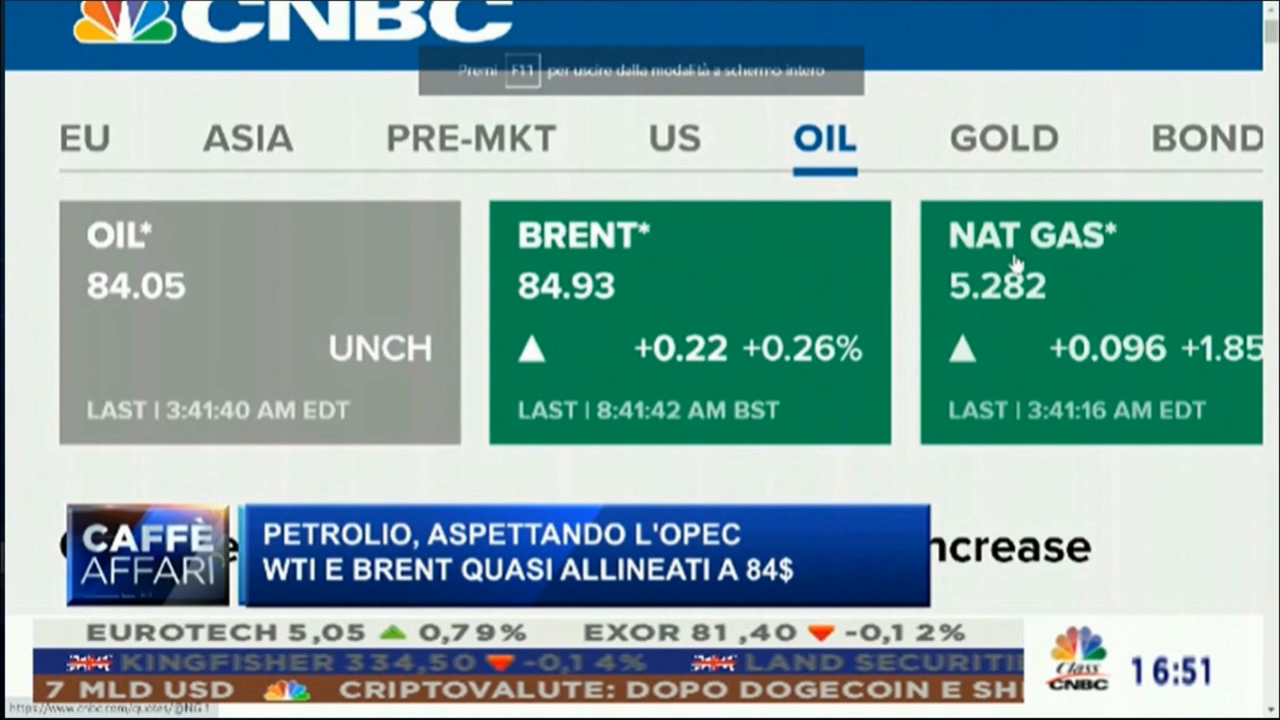 CNBC
Premi F11 per uscire dalla modalità a schermo intero
EU ASIA PRE-MKT US OIL GOLD BOND
OIL* BRENT* NAT GAS*
84.05 84.93 5.282
UNCH +0.22 +0.26% +0.096 +1.85
LAST | 3:41:40 AM EDT LAST | 8:41:42 AM BST LAST | 3:41:16 AM EDT
CAFFÈ AFFARI
PETROLIO, ASPETTANDO L'OPEC
WTI E BRENT QUASI ALLINEATI A 84$
ncrease
EUROTECH 5,05 0,79% EXOR 81,40 -0,12%
KINGFISHER 334,50 -0,14% LAND SECURITI
7 MLD USD CRIPTOVALUTE: DOPO DOGECOIN E SHI
Class CNBC
16:51
https://www.cnbc.com/quotes/@NG.1